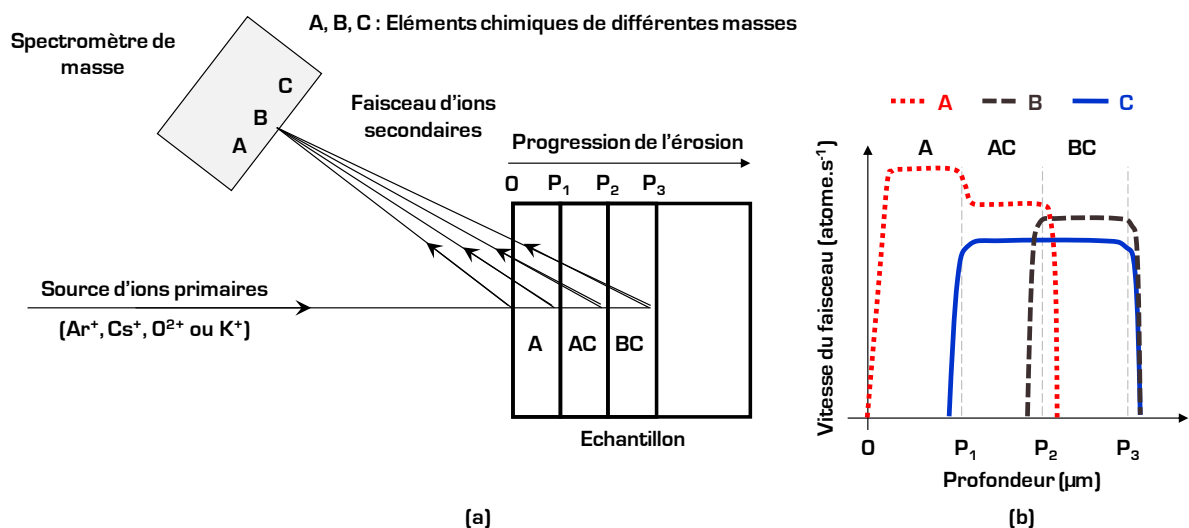 A, B, C : Eléments chimiques de différentes masses
Spectromètre de
masse
C
B
A
Faisceau d'ions
secondaires
Progression de l'érosion
0 P₁ P₂ P₃
Source d'ions primaires
(Ar⁺, Cs⁺, O²⁺ ou K⁺)
A AC BC
Echantillon
(a)
A B C
A AC BC
Vitesse du faisceau (atome.s⁻¹)
0 P₁ P₂ P₃
Profondeur (µm)
(b)